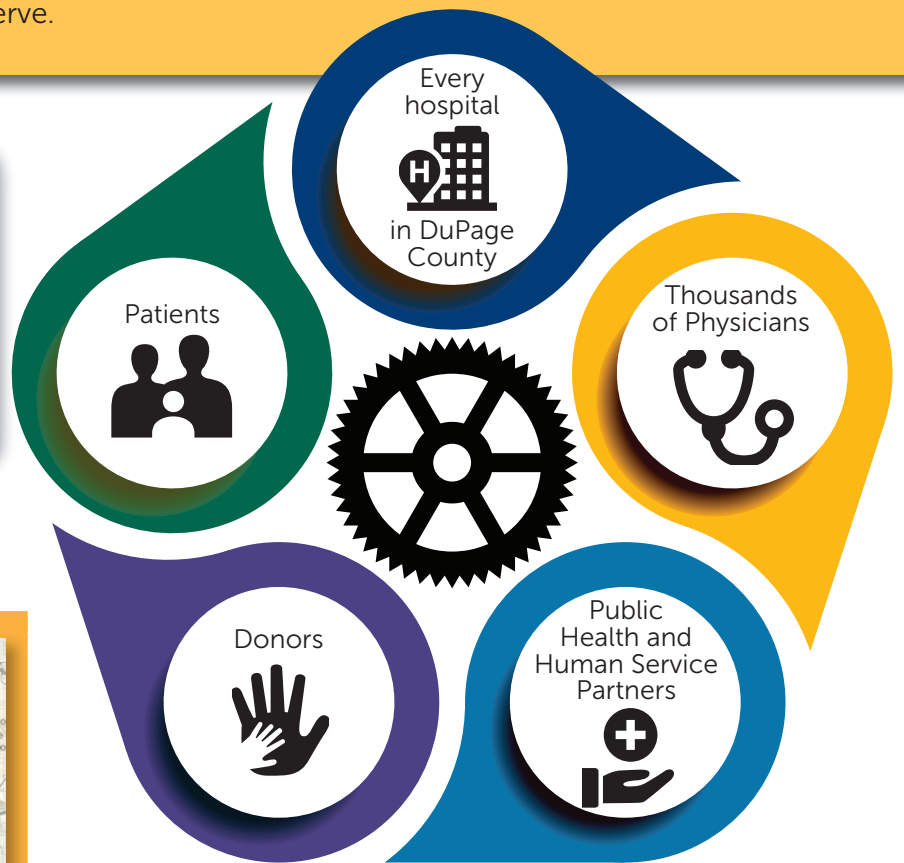 erve.
Every
hospital
H
in DuPage
County
Thousands
of Physicians
Patients
Public
Health and
Human Service
Partners
Donors